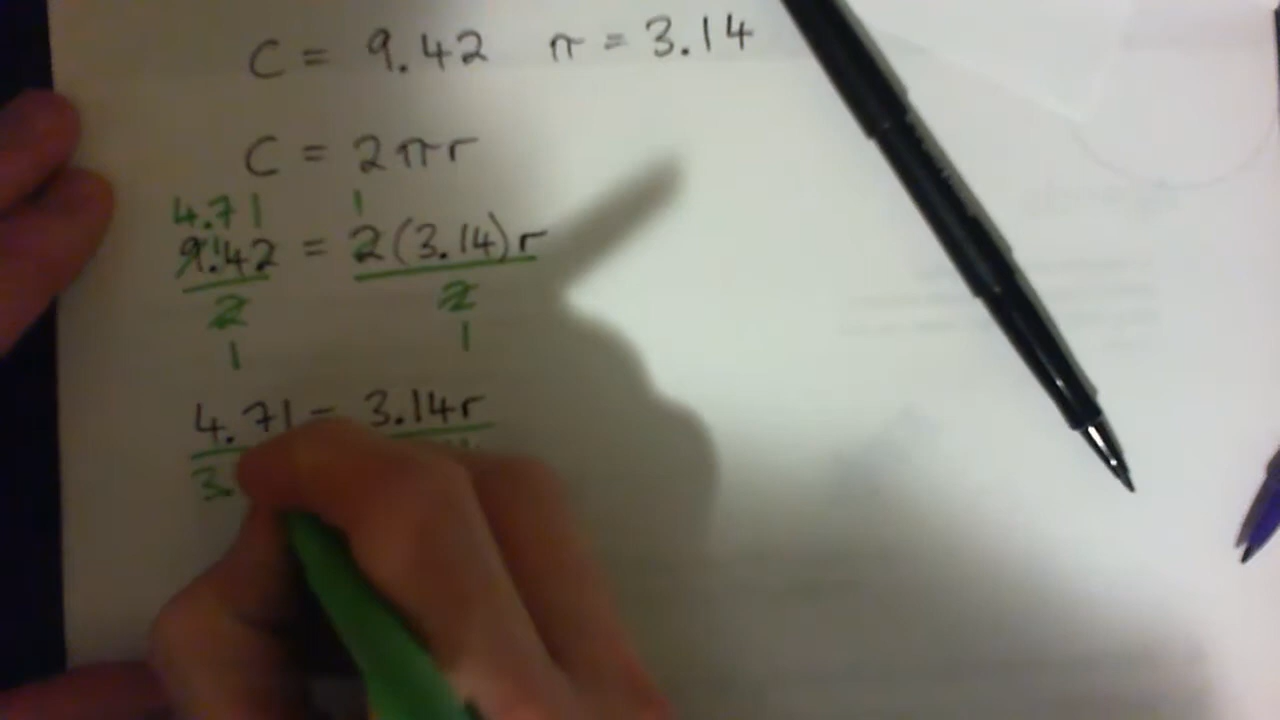 C = 9.42 π = 3.14
C = 2πr
4.71 1
9.42 = 2(3.14)r
2 2
1 1
4.71 = 3.14r
3.